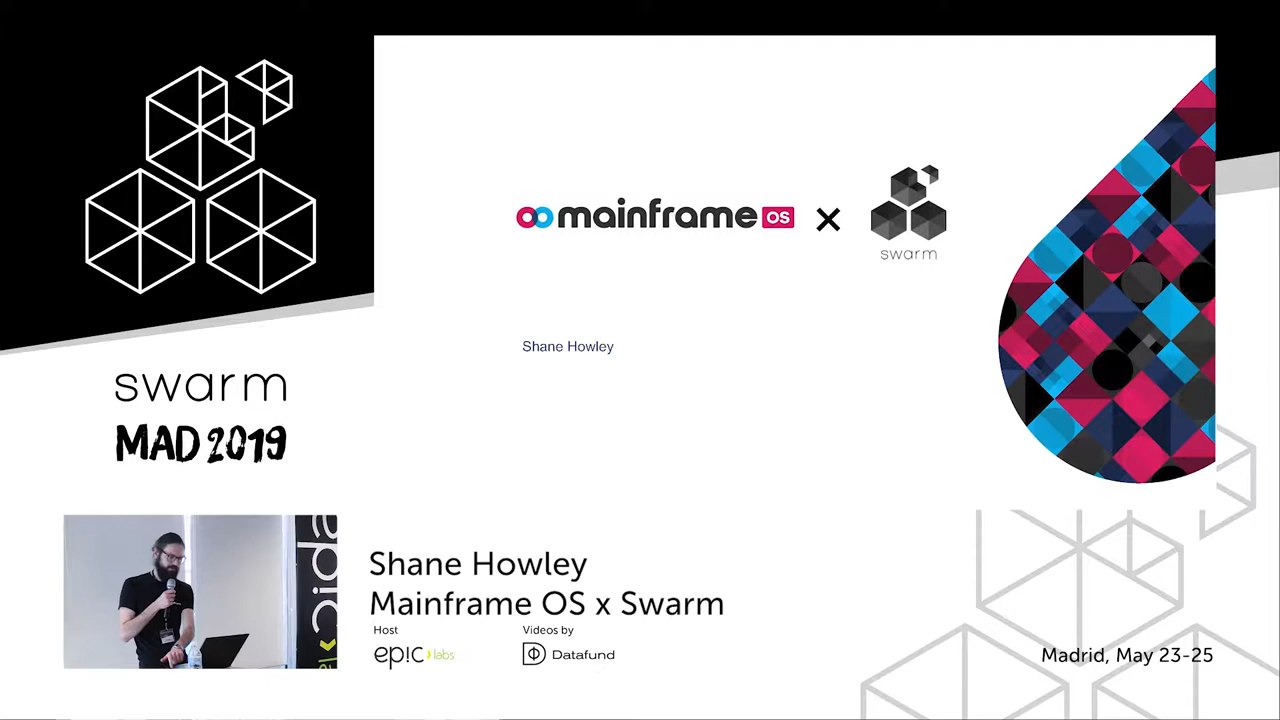 mainframe OS
swarm
Shane Howley
swarm
MAD 2019
Shane Howley
Mainframe OS x Swarm
Host
Videos by
ep!c labs
Datafund
Madrid, May 23-25